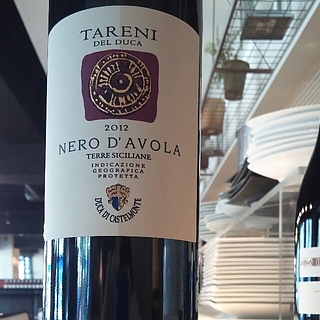 TARENI
DEL DUCA
2012
NERO D'AVOLA
TERRE SICILIANE
INDICAZIONE
GEOGRAFICA
PROTETTA
DUCA DI CASTELMONTE